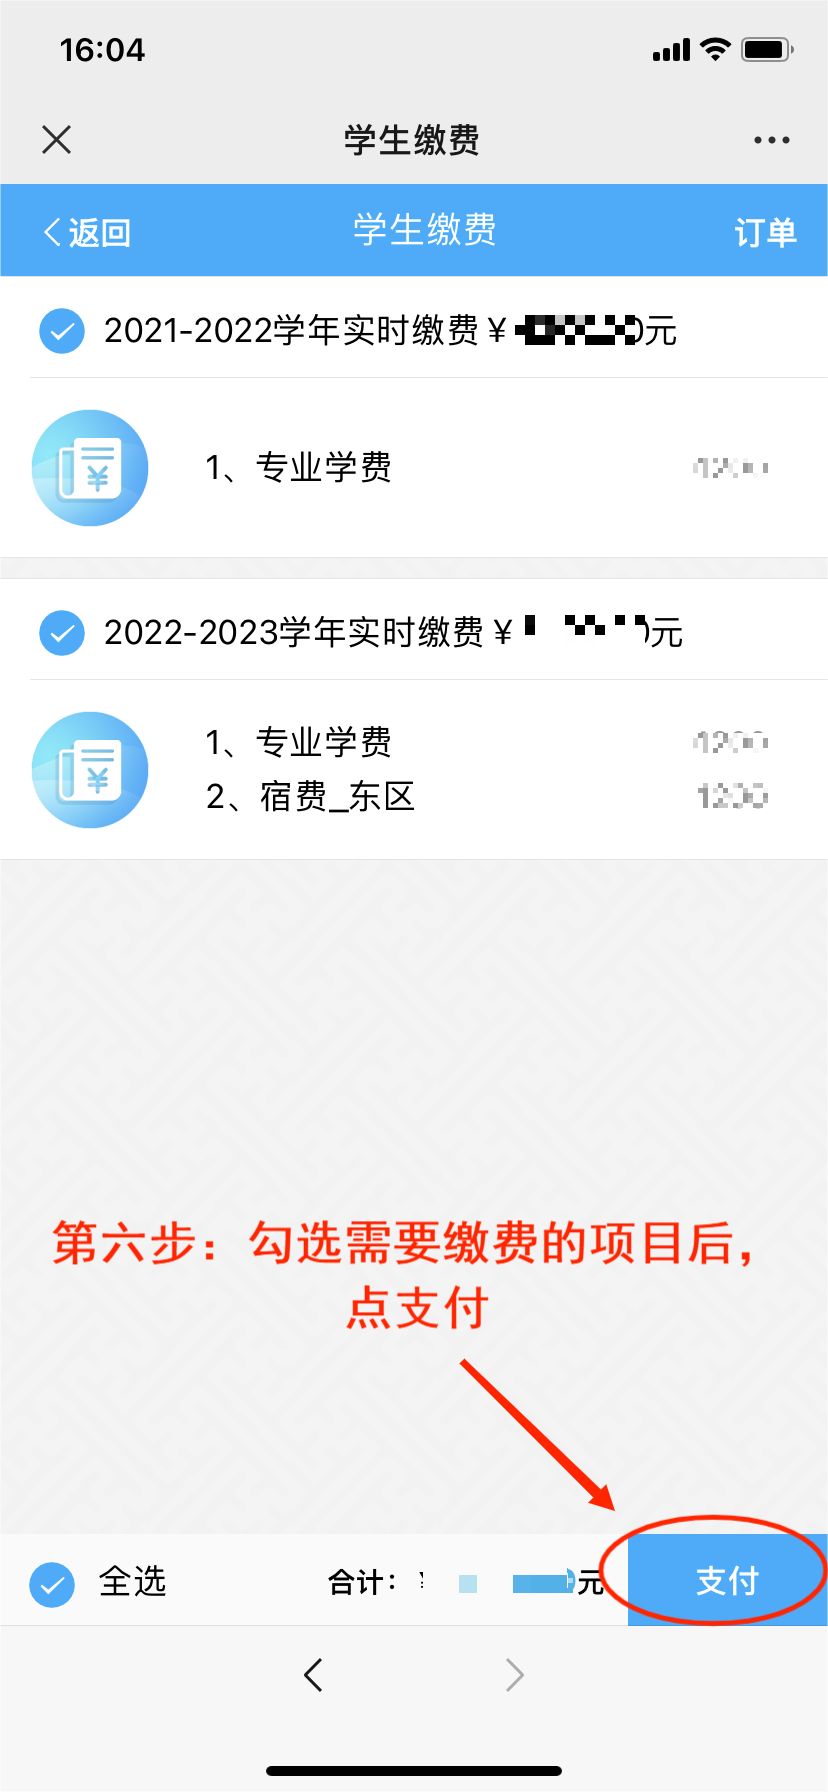 16:04
学生缴费
返回 学生缴费 订单
2021-2022学年实时缴费¥ 元
1、专业学费
2022-2023学年实时缴费¥ 元
1、专业学费
2、宿费_东区
第六步：勾选需要缴费的项目后，
点支付
全选 合计： 元 支付